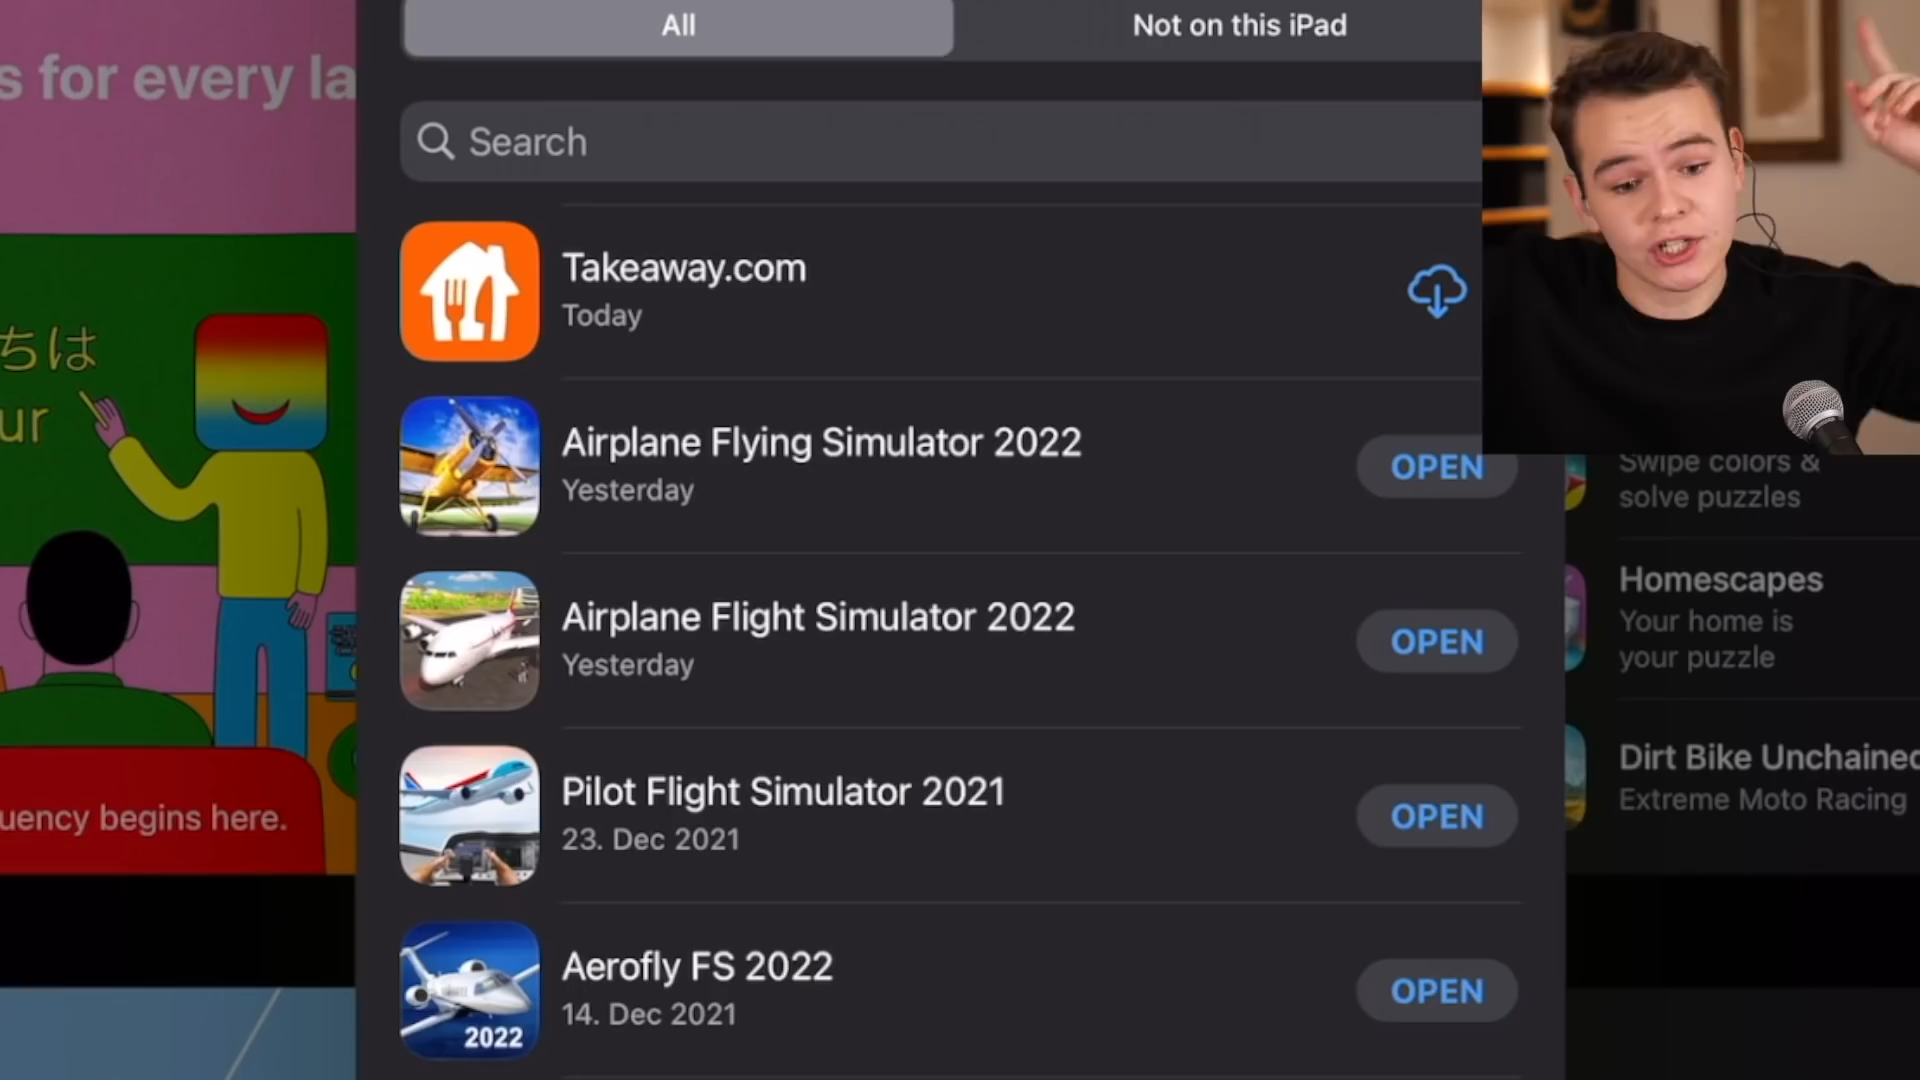 All
Not on this iPad
s for every la
Search
Takeaway.com
Today
ちは
ur
Airplane Flying Simulator 2022
Yesterday
OPEN
Swipe colors &
solve puzzles
Airplane Flight Simulator 2022
Yesterday
OPEN
Homescapes
Your home is
your puzzle
Pilot Flight Simulator 2021
23. Dec 2021
OPEN
Dirt Bike Unchained
Extreme Moto Racing
uency begins here.
Aerofly FS 2022
14. Dec 2021
OPEN
2022